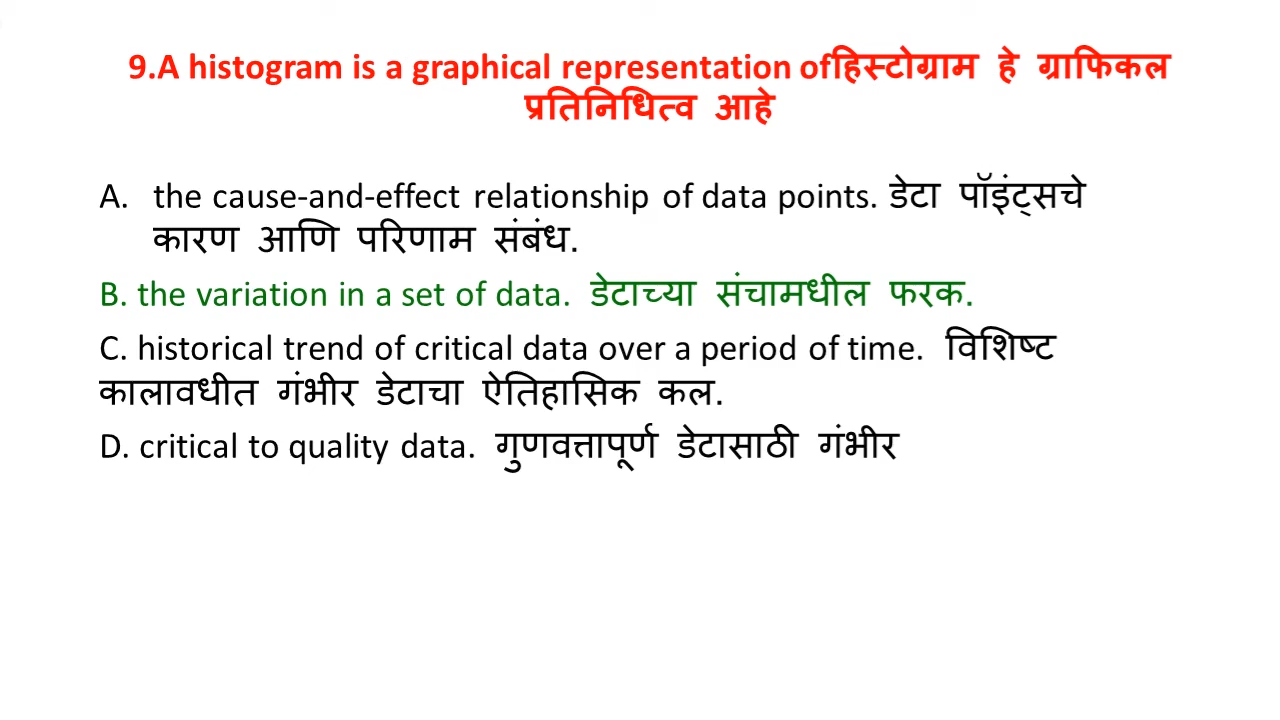 9.A histogram is a graphical representation ofहिस्टोग्राम हे ग्राफिकल
प्रतिनिधित्व आहे
A. the cause-and-effect relationship of data points. डेटा पॉइंट्सचे
कारण आणि परिणाम संबंध.
B. the variation in a set of data. डेटाच्या संचामधील फरक.
C. historical trend of critical data over a period of time. विशिष्ट
कालावधीत गंभीर डेटाचा ऐतिहासिक कल.
D. critical to quality data. गुणवत्तापूर्ण डेटासाठी गंभीर